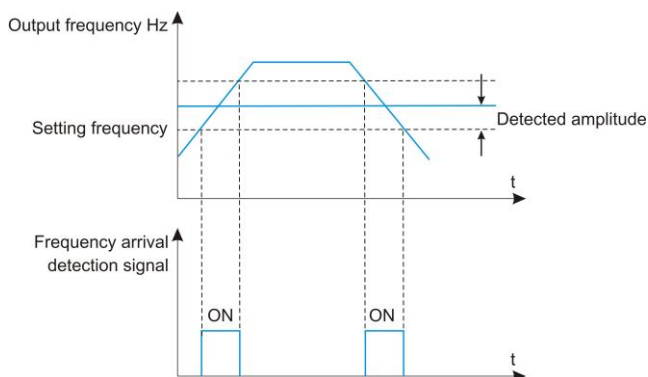 Output frequency Hz
Setting frequency
Detected amplitude
t
Frequency arrival
detection signal
ON
ON
t